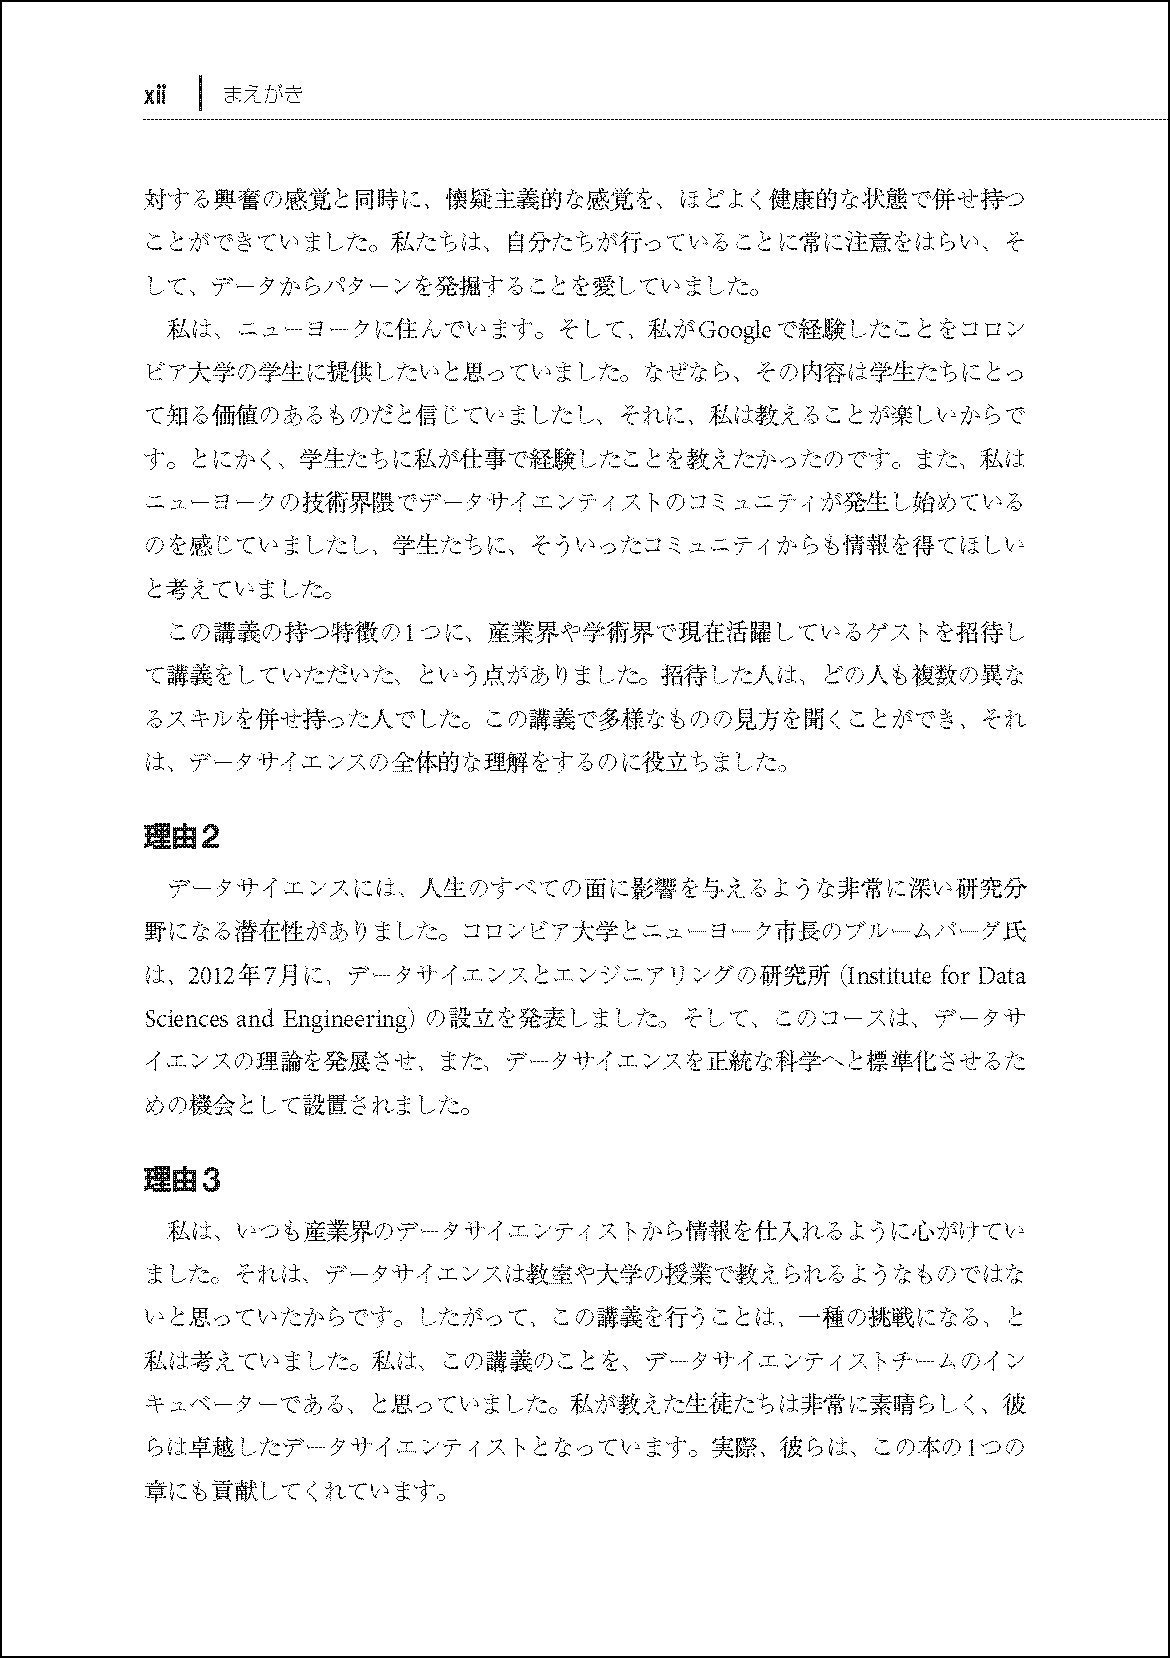 xii まえがき
対する興奮の感覚と同時に、懐疑主義的な感覚を、ほどよく健康的な状態で併せ持つ
ことができていました。私たちは、自分たちが行っていることに常に注意をはらい、そ
して、データからパターンを発掘することを愛していました。
私は、ニューヨークに住んでいます。そして、私がGoogleで経験したことをコロン
ビア大学の学生に提供したいと思っていました。なぜなら、その内容は学生たちにとっ
て知る価値のあるものだと信じていましたし、それに、私は教えることが楽しいからで
す。とにかく、学生たちに私が仕事で経験したことを教えたかったのです。また、私は
ニューヨークの技術界隈でデータサイエンティストのコミュニティが発生し始めている
のを感じていましたし、学生たちに、そういったコミュニティからも情報を得てほしい
と考えていました。
この講義の持つ特徴の1つに、産業界や学術界で現在活躍しているゲストを招待し
て講義をしていただいた、という点がありました。招待した人は、どの人も複数の異な
るスキルを併せ持った人でした。この講義で多様なものの見方を聞くことができ、それ
は、データサイエンスの全体的な理解をするのに役立ちました。
理由2
データサイエンスには、人生のすべての面に影響を与えるような非常に深い研究分
野になる潜在性がありました。コロンビア大学とニューヨーク市長のブルームバーグ氏
は、2012年7月に、データサイエンスとエンジニアリングの研究所（Institute for Data
Sciences and Engineering）の設立を発表しました。そして、このコースは、データサ
イエンスの理論を発展させ、また、データサイエンスを正統な科学へと標準化させるた
めの機会として設置されました。
理由3
私は、いつも産業界のデータサイエンティストから情報を仕入れるように心がけてい
ました。それは、データサイエンスは教室や大学の授業で教えられるようなものではな
いと思っていたからです。したがって、この講義を行うことは、一種の挑戦になる、と
私は考えていました。私は、この講義のことを、データサイエンティストチームのイン
キュベーターである、と思っていました。私が教えた生徒たちは非常に素晴らしく、彼
らは卓越したデータサイエンティストとなっています。実際、彼らは、この本の1つの
章にも貢献してくれています。